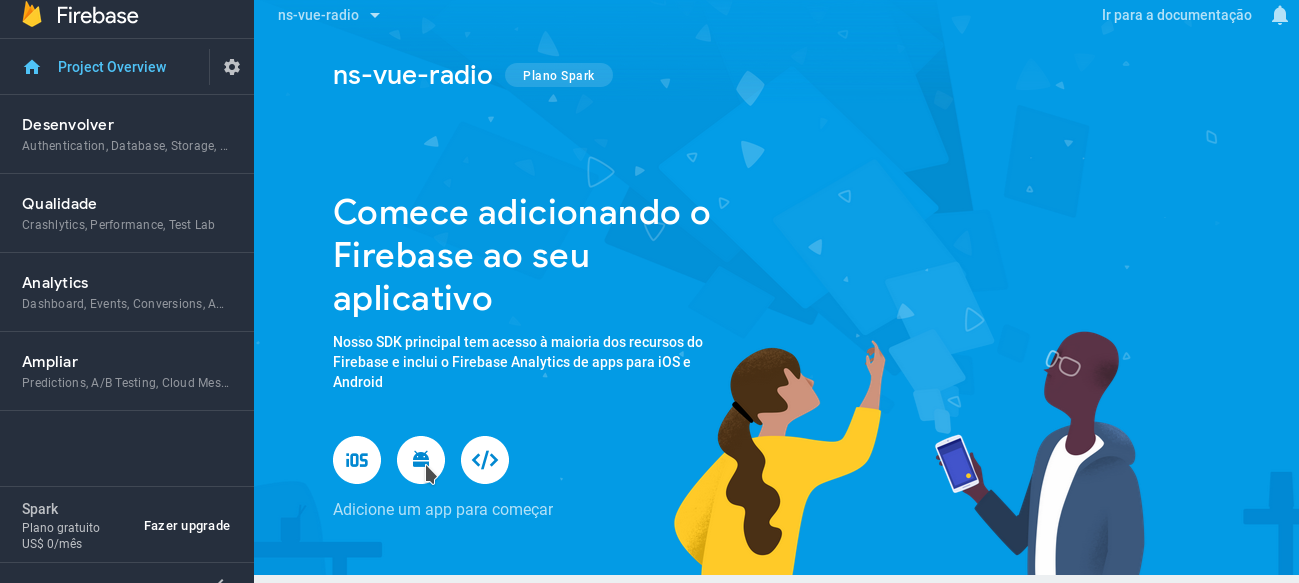 Firebase
Project Overview
Desenvolver
Authentication, Database, Storage, ...
Qualidade
Crashlytics, Performance, Test Lab
Analytics
Dashboard, Events, Conversions, A...
Ampliar
Predictions, A/B Testing, Cloud Mes...
Spark
Plano gratuito
US$ 0/mês
Fazer upgrade
ns-vue-radio
Ir para a documentação
ns-vue-radio
Plano Spark
Comece adicionando o
Firebase ao seu
aplicativo
Nosso SDK principal tem acesso à maioria dos recursos do
Firebase e inclui o Firebase Analytics de apps para iOS e
Android
iOS
</>
Adicione um app para começar